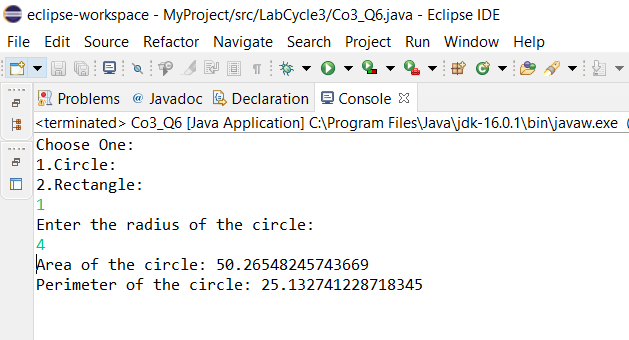 eclipse-workspace - MyProject/src/LabCycle3/Co3_Q6.java - Eclipse IDE
File Edit Source Refactor Navigate Search Project Run Window Help
Problems @ Javadoc Declaration Console
<terminated> Co3_Q6 [Java Application] C:\Program Files\Java\jdk-16.0.1\bin\javaw.exe (
Choose One:
1.Circle:
2.Rectangle:
1
Enter the radius of the circle:
4
Area of the circle: 50.26548245743669
Perimeter of the circle: 25.132741228718345